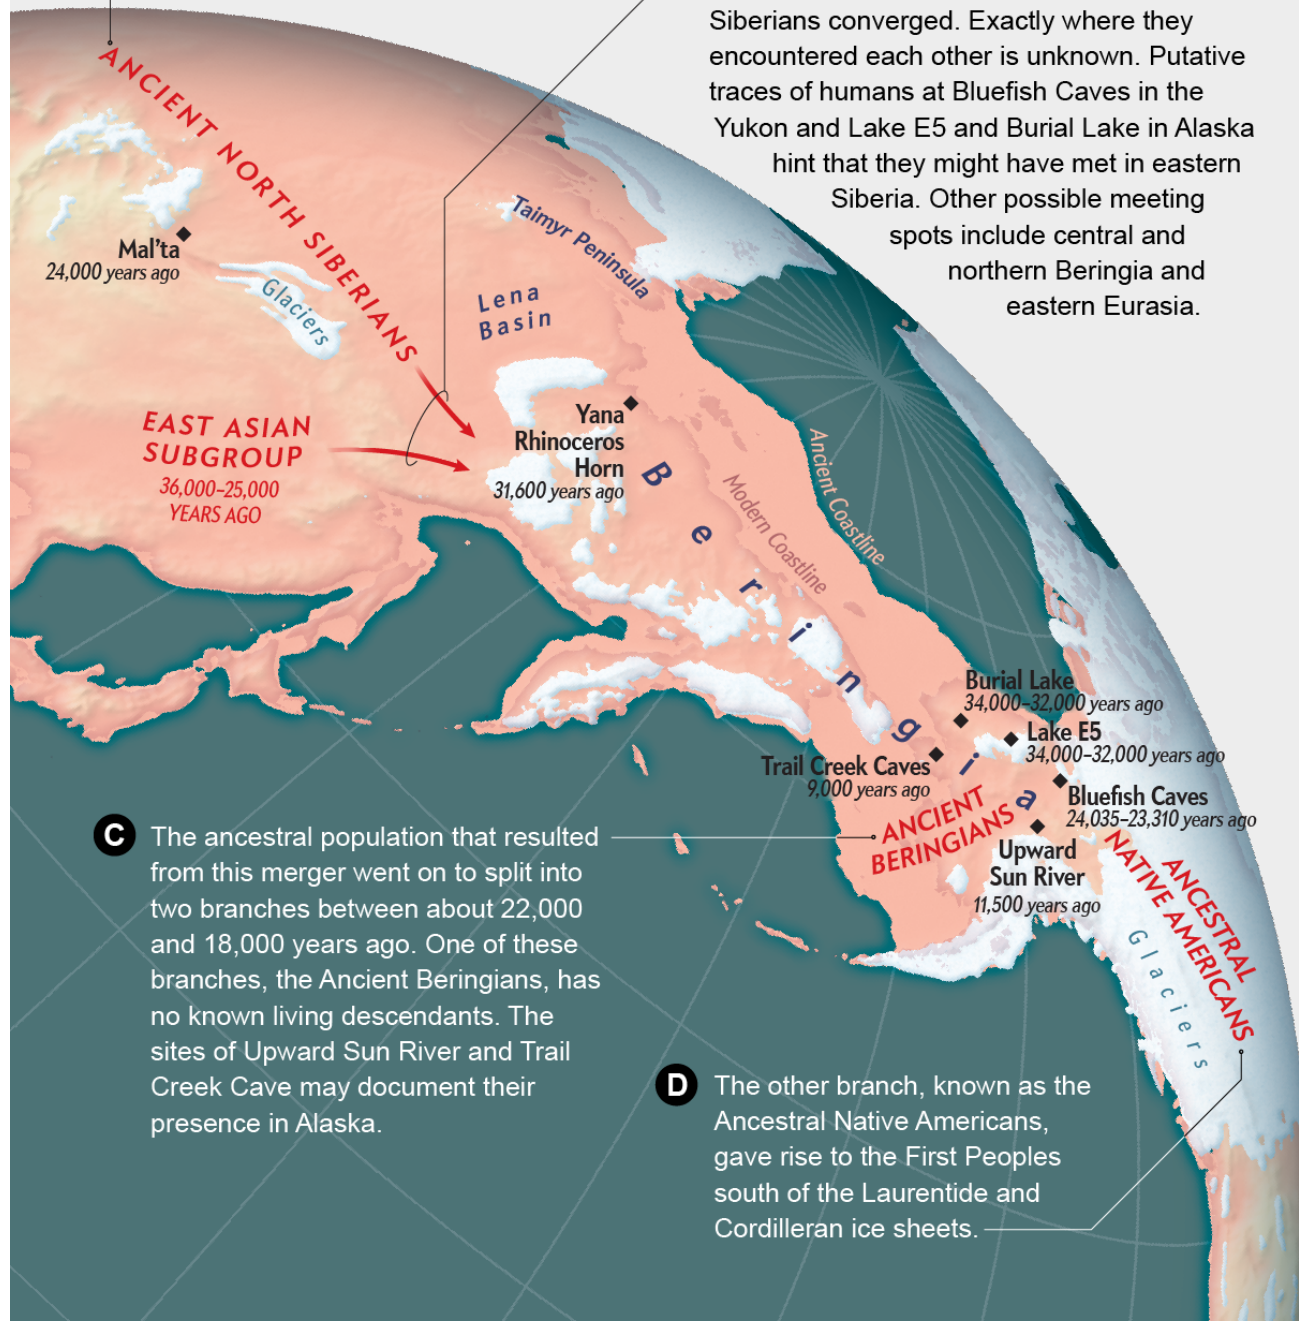 Siberians converged. Exactly where they
encountered each other is unknown. Putative
traces of humans at Bluefish Caves in the
Yukon and Lake E5 and Burial Lake in Alaska
hint that they might have met in eastern
Siberia. Other possible meeting
spots include central and
northern Beringia and
eastern Eurasia.
ANCIENT NORTH SIBERIANS
Taimyr Peninsula
Mal’ta
24,000 years ago
Glaciers
Lena
Basin
EAST ASIAN
SUBGROUP
36,000–25,000
YEARS AGO
Yana
Rhinoceros
Horn
31,600 years ago
Beringia
Modern Coastline
Ancient Coastline
Burial Lake
34,000–32,000 years ago
Lake E5
34,000–32,000 years ago
Trail Creek Caves
9,000 years ago
Bluefish Caves
24,035–23,310 years ago
ANCIENT
BERINGIANS
Upward
Sun River
11,500 years ago
ANCESTRAL
NATIVE AMERICANS
Glaciers
C The ancestral population that resulted
from this merger went on to split into
two branches between about 22,000
and 18,000 years ago. One of these
branches, the Ancient Beringians, has
no known living descendants. The
sites of Upward Sun River and Trail
Creek Cave may document their
presence in Alaska.
D The other branch, known as the
Ancestral Native Americans,
gave rise to the First Peoples
south of the Laurentide and
Cordilleran ice sheets.